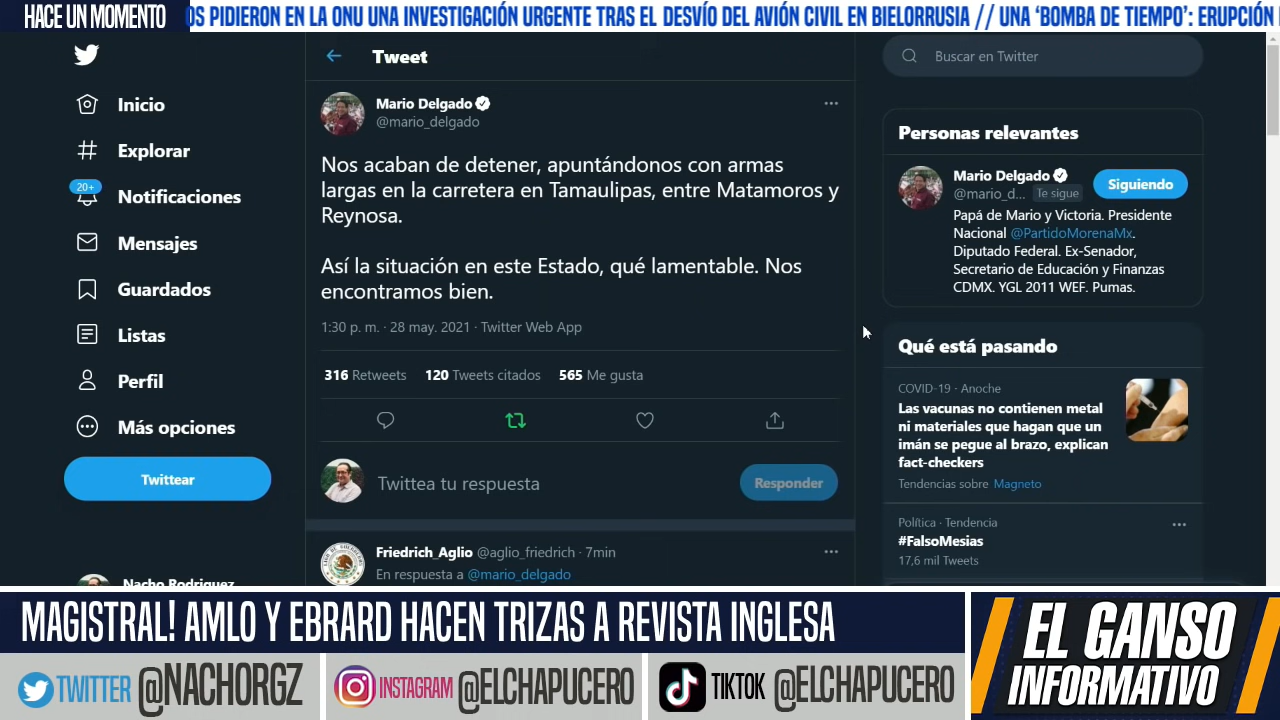 HACE UN MOMENTO
OS PIDIERON EN LA ONU UNA INVESTIGACIÓN URGENTE TRAS EL DESVÍO DEL AVIÓN CIVIL EN BIELORRUSIA // UNA ‘BOMBA DE TIEMPO’: ERUPCIÓN
Inicio
Explorar
20+
Notificaciones
Mensajes
Guardados
Listas
Perfil
Más opciones
Twittear
Nacho Rodriguez
Tweet
Mario Delgado
@mario_delgado
Nos acaban de detener, apuntándonos con armas
largas en la carretera en Tamaulipas, entre Matamoros y
Reynosa.
Así la situación en este Estado, qué lamentable. Nos
encontramos bien.
1:30 p. m. · 28 may. 2021 · Twitter Web App
316 Retweets 120 Tweets citados 565 Me gusta
Twittea tu respuesta
Responder
Friedrich_Aglio @aglio_friedrich · 7min
En respuesta a @mario_delgado
Buscar en Twitter
Personas relevantes
Mario Delgado
@mario_d... Te sigue
Siguiendo
Papá de Mario y Victoria. Presidente
Nacional @PartidoMorenaMx.
Diputado Federal. Ex-Senador,
Secretario de Educación y Finanzas
CDMX. YGL 2011 WEF. Pumas.
Qué está pasando
COVID-19 · Anoche
Las vacunas no contienen metal
ni materiales que hagan que un
imán se pegue al brazo, explican
fact-checkers
Tendencias sobre Magneto
Política · Tendencia
#FalsoMesias
17,6 mil Tweets
MAGISTRAL! AMLO Y EBRARD HACEN TRIZAS A REVISTA INGLESA
TWITTER @NACHORGZ
INSTAGRAM @ELCHAPUCERO
TIKTOK @ELCHAPUCERO
EL GANSO
INFORMATIVO